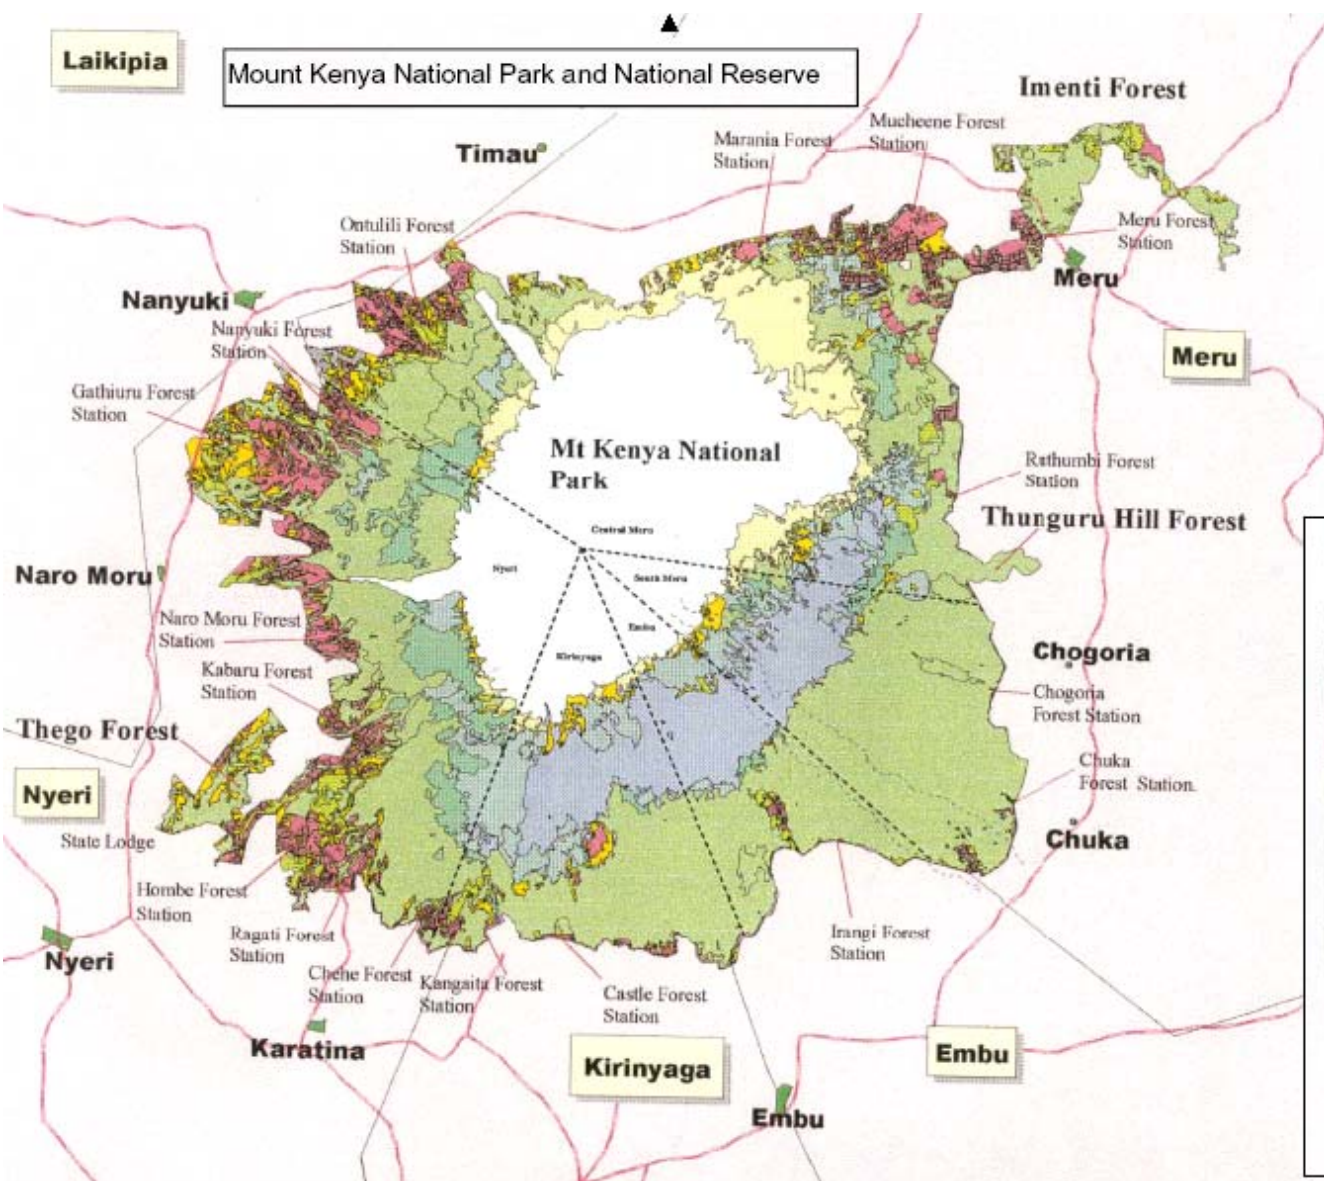 Laikipia
Mount Kenya National Park and National Reserve
Imenti Forest
Timau
Marania Forest
Station
Mucheene Forest
Station
Ontulili Forest
Station
Meru Forest
Station
Meru
Nanyuki
Nanyuki Forest
Station
Meru
Gathiuru Forest
Station
Mt Kenya National
Park
Ruthumbi Forest
Station
Thunguru Hill Forest
Central Meru
Nyeri
South Meru
Embu
Kirinyaga
Naro Moru
Naro Moru Forest
Station
Kabaru Forest
Station
Chogoria
Chogoria
Forest Station
Thego Forest
Chuka
Forest Station
Nyeri
State Lodge
Chuka
Hombe Forest
Station
Ragati Forest
Station
Irangi Forest
Station
Nyeri
Chehe Forest
Station
Kangaita Forest
Station
Castle Forest
Station
Karatina
Kirinyaga
Embu
Embu